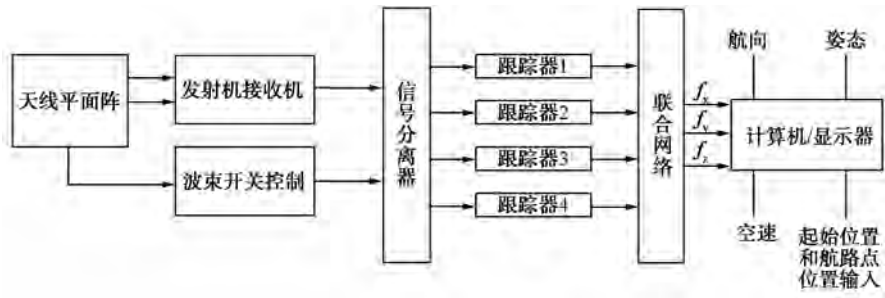 航向
姿态
天线平面阵
发射机接收机
波束开关控制
信号分离器
跟踪器1
跟踪器2
跟踪器3
跟踪器4
联合网络
fx
fy
fz
计算机/显示器
空速
起始位置
和航路点
位置输入